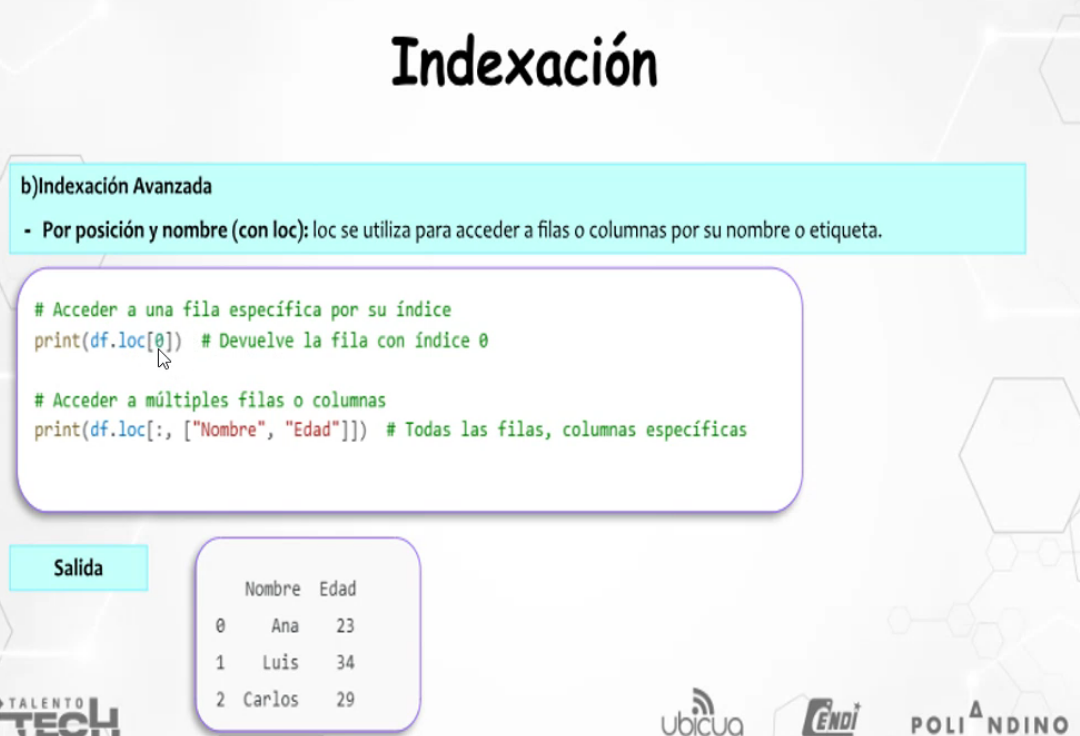 Indexación
b)Indexación Avanzada
- Por posición y nombre (con loc): loc se utiliza para acceder a filas o columnas por su nombre o etiqueta.
# Acceder a una fila específica por su índice
print(df.loc[0])  # Devuelve la fila con índice 0
# Acceder a múltiples filas o columnas
print(df.loc[:, ["Nombre", "Edad"]])  # Todas las filas, columnas específicas
Salida
Nombre Edad
0 Ana 23
1 Luis 34
2 Carlos 29
TALENTO
TECH
ubicua
CENDI
POLIANDINO